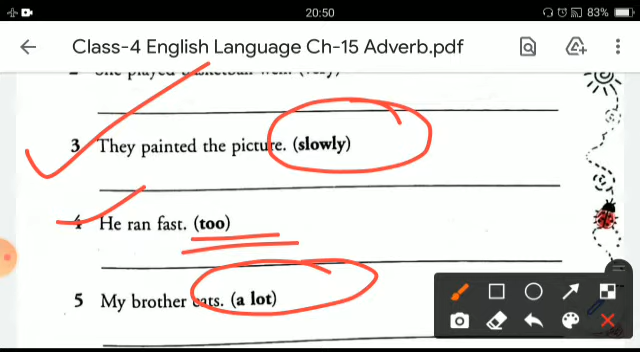 20:50
83%
Class-4 English Language Ch-15 Adverb.pdf
3 They painted the picture. (slowly)
4 He ran fast. (too)
5 My brother eats. (a lot)